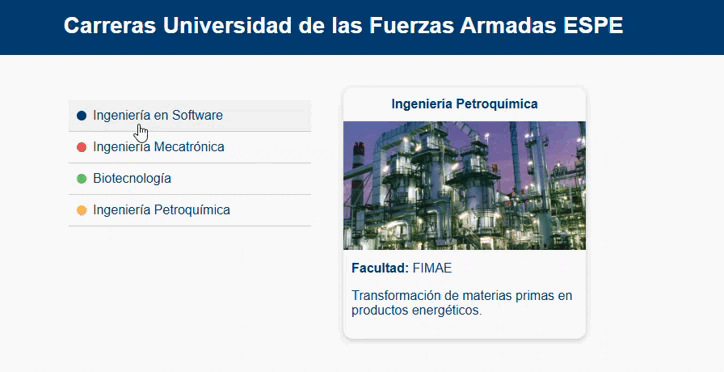 Carreras Universidad de las Fuerzas Armadas ESPE
Ingeniería en Software
Ingeniería Mecatrónica
Biotecnología
Ingeniería Petroquímica
Ingeniería Petroquímica
Facultad: FIMAE
Transformación de materias primas en
productos energéticos.